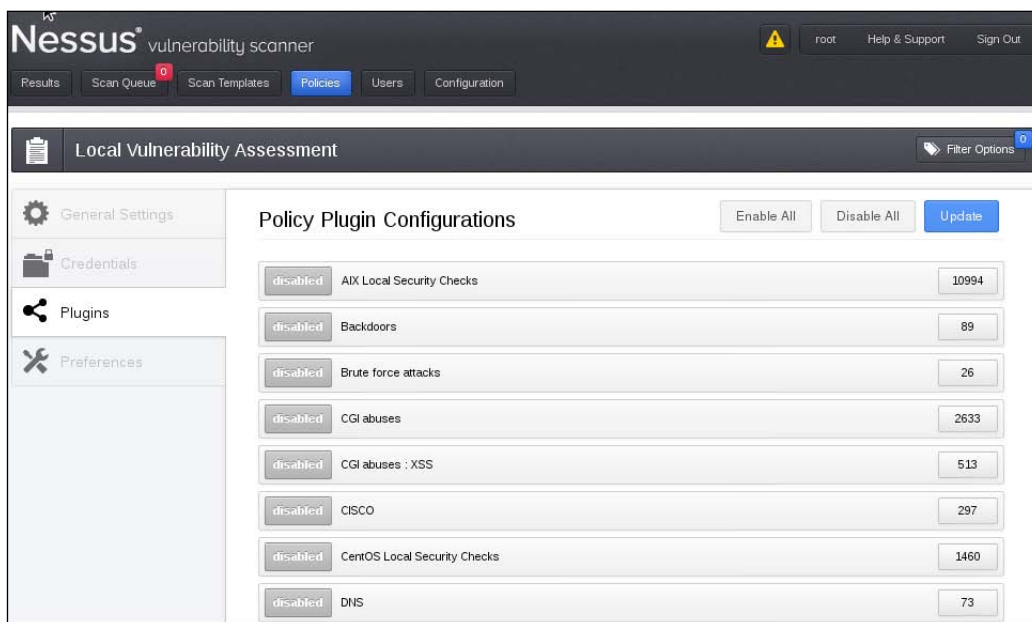 Nessus® vulnerability scanner
root Help & Support Sign Out
Results Scan Queue 0 Scan Templates Policies Users Configuration
Local Vulnerability Assessment
Filter Options 0
General Settings
Credentials
Plugins
Preferences
Policy Plugin Configurations
Enable All Disable All Update
disabled AIX Local Security Checks 10994
disabled Backdoors 89
disabled Brute force attacks 26
disabled CGI abuses 2633
disabled CGI abuses : XSS 513
disabled CISCO 297
disabled CentOS Local Security Checks 1460
disabled DNS 73